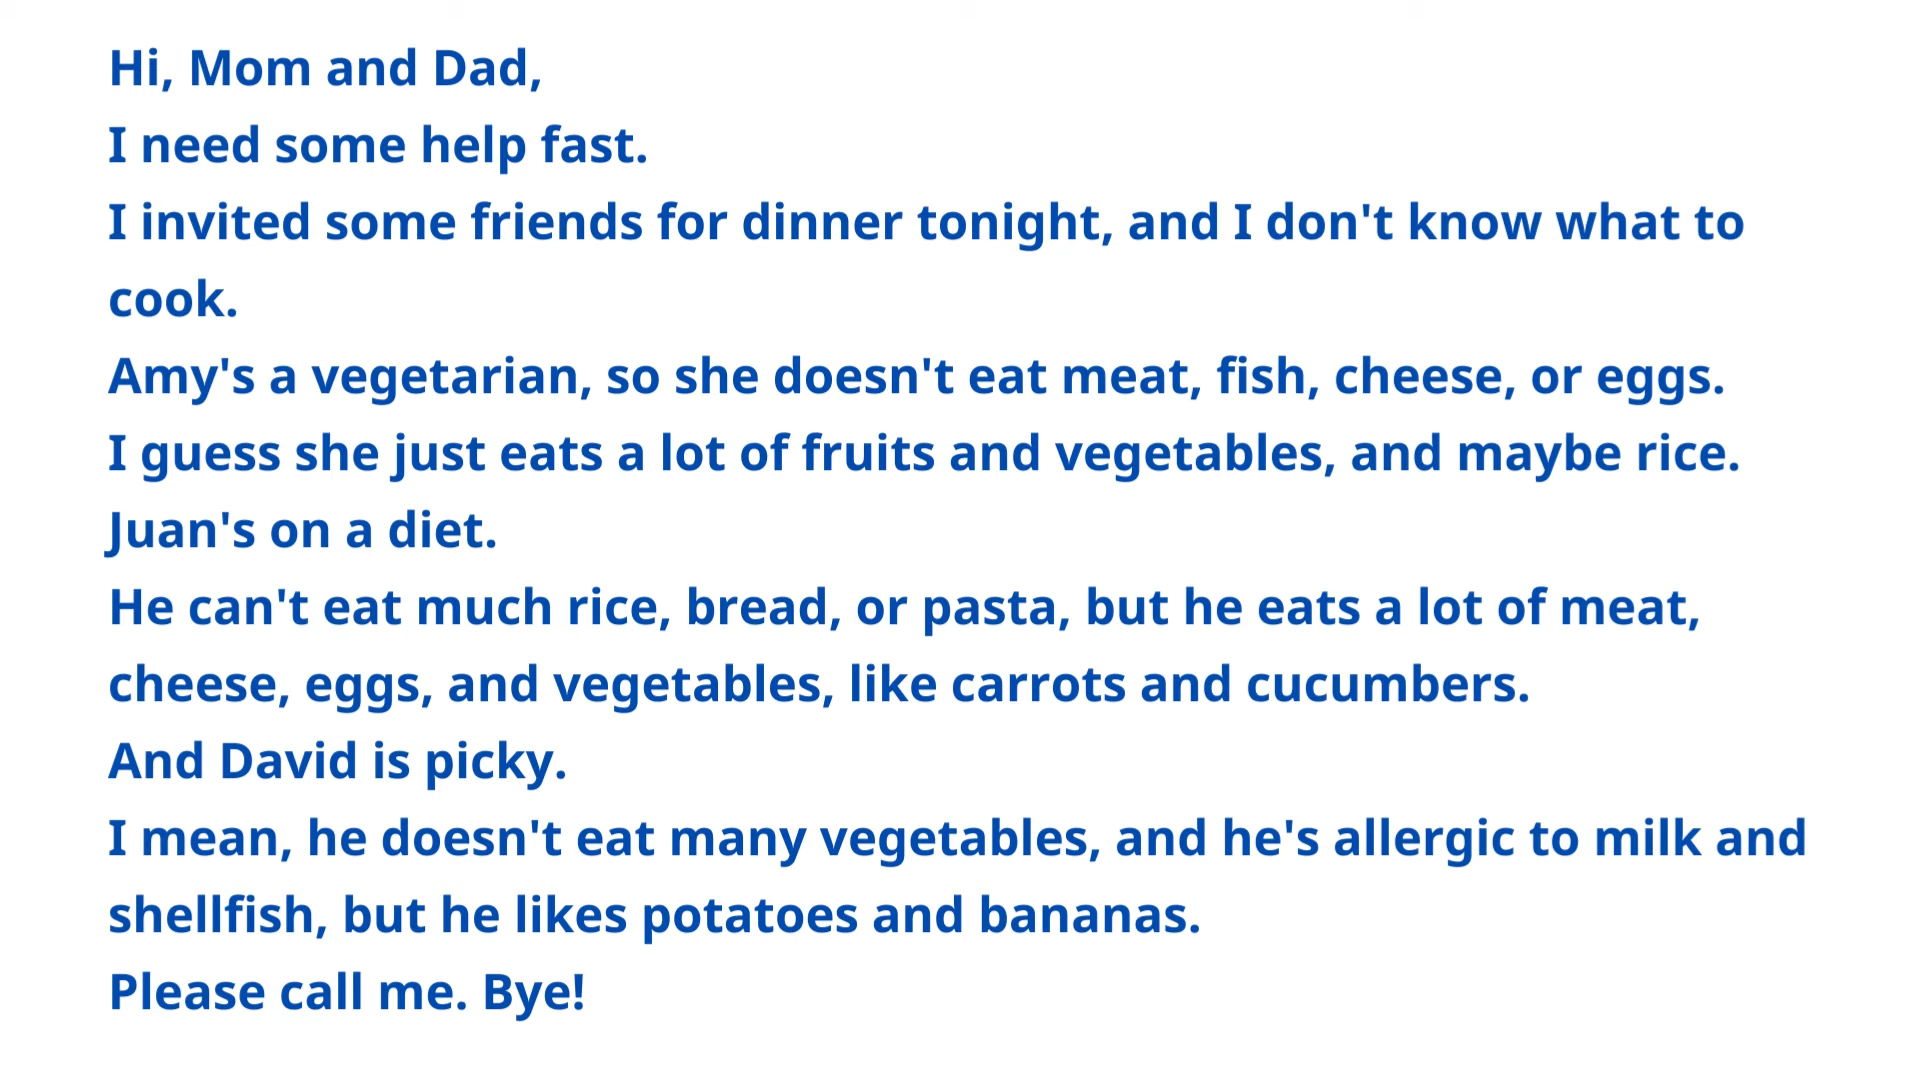 Hi, Mom and Dad,
I need some help fast.
I invited some friends for dinner tonight, and I don't know what to
cook.
Amy's a vegetarian, so she doesn't eat meat, fish, cheese, or eggs.
I guess she just eats a lot of fruits and vegetables, and maybe rice.
Juan's on a diet.
He can't eat much rice, bread, or pasta, but he eats a lot of meat,
cheese, eggs, and vegetables, like carrots and cucumbers.
And David is picky.
I mean, he doesn't eat many vegetables, and he's allergic to milk and
shellfish, but he likes potatoes and bananas.
Please call me. Bye!